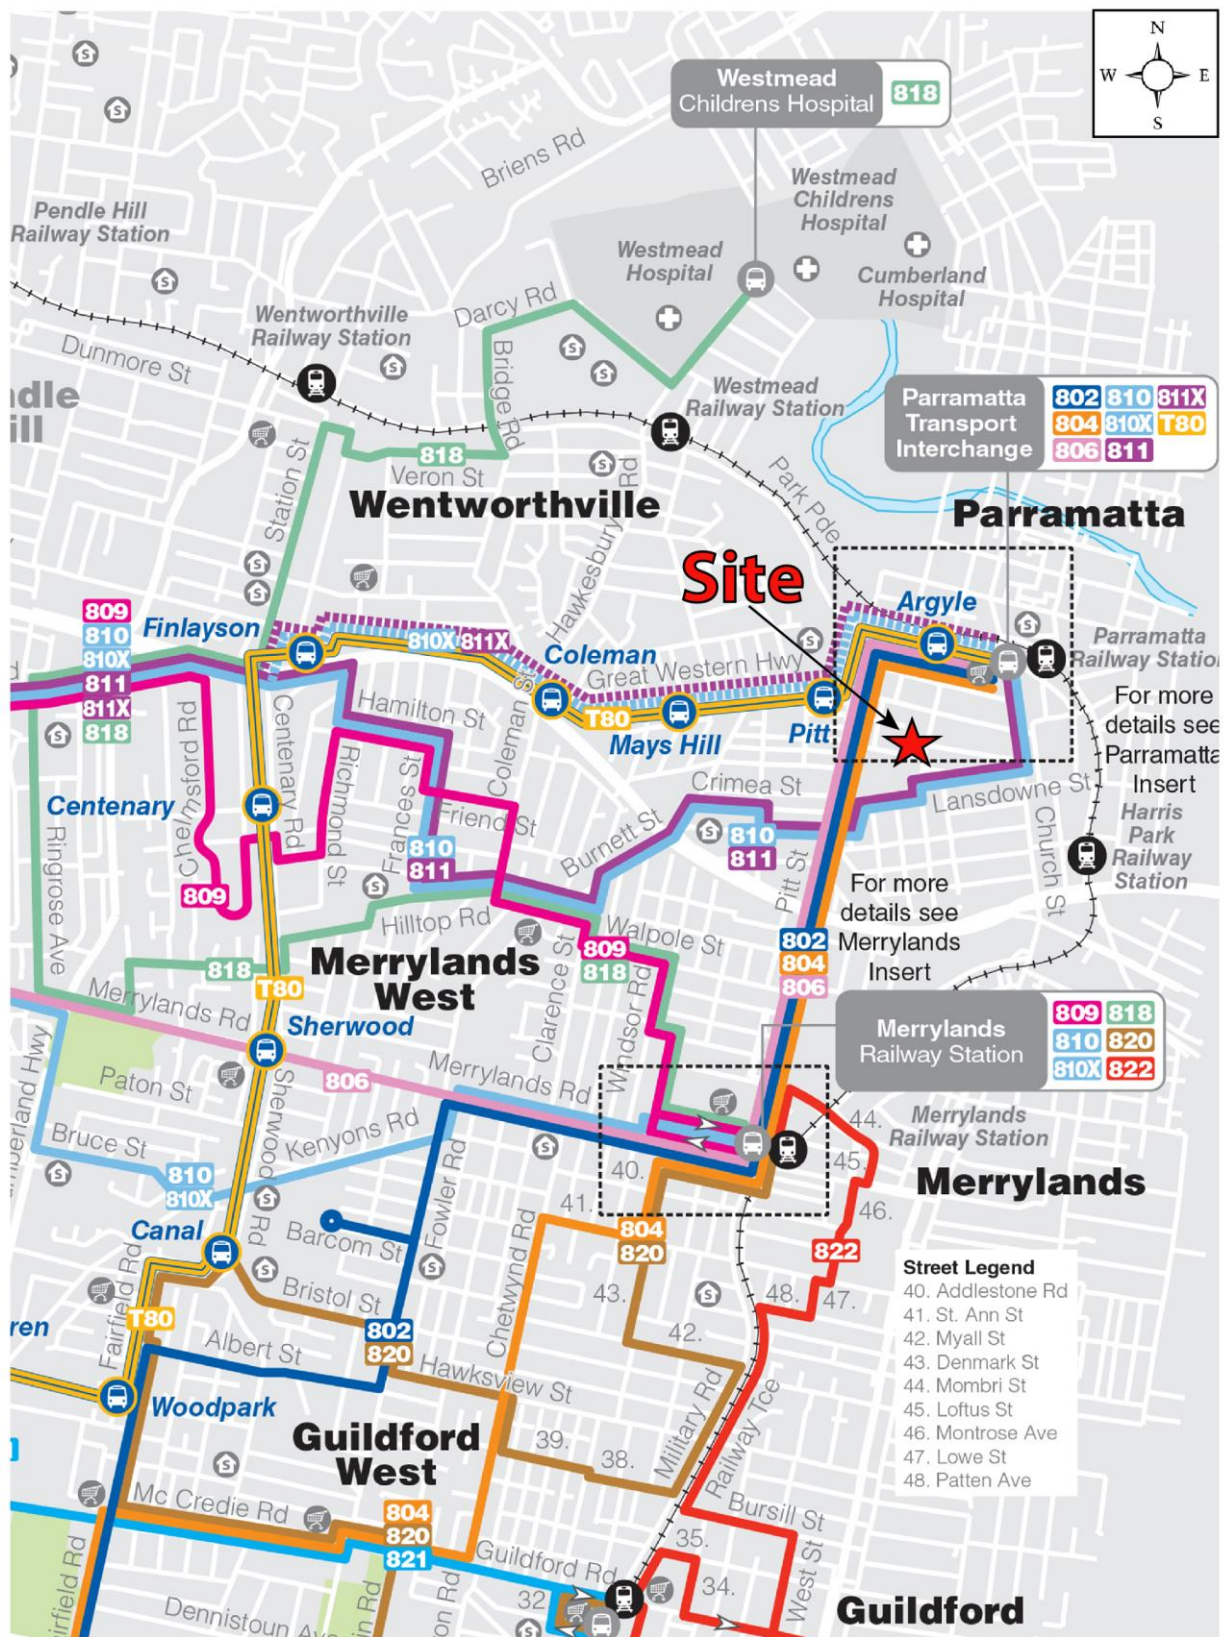 N
W E
S
Westmead
Childrens Hospital
818
Briens Rd
Westmead
Childrens
Hospital
Pendle Hill
Railway Station
Westmead
Hospital
Cumberland
Hospital
Darcy Rd
Wentworthville
Railway Station
Dunmore St
Bridge Rd
Westmead
Railway Station
Parramatta
Transport
Interchange
802 810 811X
804 810X T80
806 811
dle
ill
Station St
818
Veron St
Wentworthville
Hawkesbury Rd
Park Pde
Parramatta
Site
Argyle
809
810
810X
811
811X
818
Finlayson
810X 811X
Coleman
Great Western Hwy
Parramatta
Railway Statio
For more
details see
Parramatta
Insert
Hamilton St
Coleman St
T80
Mays Hill
Pitt
Chelmsford Rd
Centenary Rd
Richmond St
Frances St
Centenary
Friend St
Crimea St
Lansdowne St
Church St
Harris
Park
Railway
Station
Burnett St
810
811
810
811
Pitt St
Ringrose Ave
809
Hilltop Rd
Walpole St
For more
details see
Merrylands
Insert
802
804
806
Merrylands
West
818
T80
809
818
Clarence St
Windsor Rd
Merrylands Rd
Sherwood
Merrylands
Railway Station
809 818
810 820
810X 822
Paton St
806
Merrylands Rd
Merrylands
Railway Station
umberland Hwy
Bruce St
Sherwood Rd
Kenyons Rd
Fowler Rd
44.
45.
46.
40.
41.
Merrylands
810
810X
Canal
Barcom St
Chetwynd Rd
804
820
822
Fairfield Rd
Bristol St
43.
48.
47.
42.
Street Legend
40. Addlestone Rd
41. St. Ann St
42. Myall St
43. Denmark St
44. Mombri St
45. Loftus St
46. Montrose Ave
47. Lowe St
48. Patten Ave
ren
T80
Albert St
802
820
Hawksview St
Woodpark
Guildford
West
39.
38.
Military Rd
Railway Tce
Mc Credie Rd
804
820
821
Guildford Rd
Bursill St
35.
34.
West St
32
irfield Rd
Dennistoun Av
in Rd
on Rd
Guildford